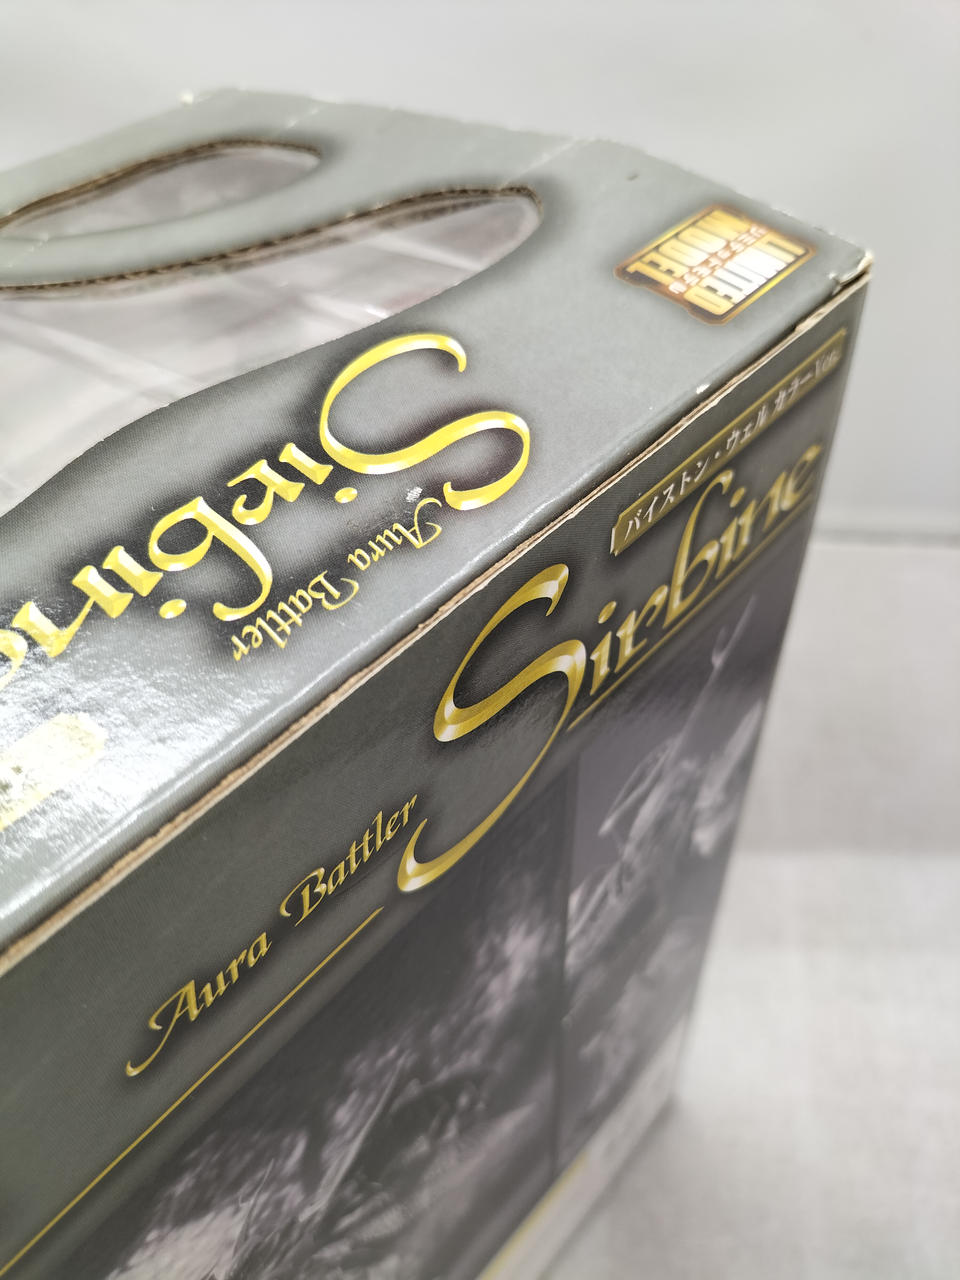 LIMITED
MODEL
Sirbine
Aura Battler
バイストン・ウェル カラーVer.
Sirbine
Aura Battler